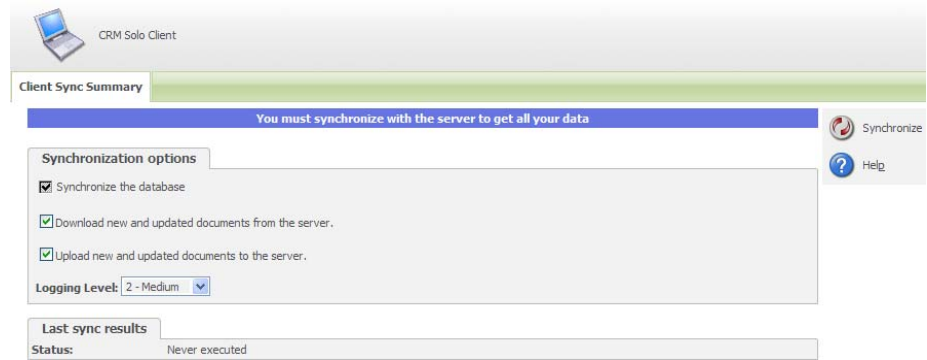 CRM Solo Client
Client Sync Summary
You must synchronize with the server to get all your data
Synchronize
Help
Synchronization options
Synchronize the database
Download new and updated documents from the server.
Upload new and updated documents to the server.
Logging Level: 2 - Medium
Last sync results
Status: Never executed